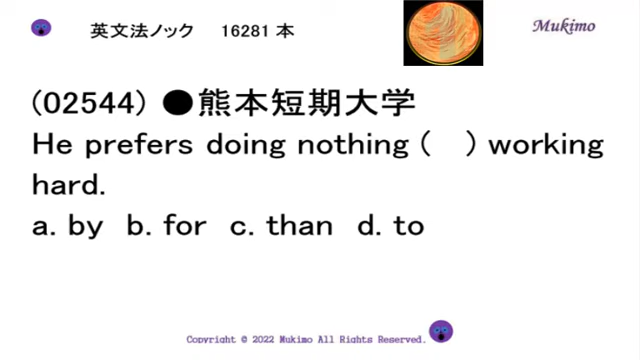 英文法ノック 16281 本 Mukimo
(02544) ●熊本短期大学
He prefers doing nothing ( ) working
hard.
a. by b. for c. than d. to
Copyright © 2022 Mukimo All Rights Reserved.